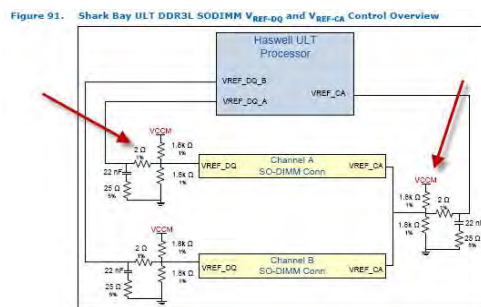 Figure 91. Shark Bay ULT DDR3L SODIMM VREF-DQ and VREF-CA Control Overview
Haswell ULT
Processor
VREF_DQ_B
VREF_DQ_A
VREF_CA
VCCM
1.8k Ω
1%
2 Ω
1%
22 nF
25 Ω
5%
1.8k Ω
1%
VREF_DQ
Channel A
SO-DIMM Conn
VREF_CA
VCCM
1.8k Ω
1%
2 Ω
1%
1.8k Ω
1%
22 nF
25 Ω
5%
VCCM
1.8k Ω
1%
2 Ω
1%
22 nF
25 Ω
5%
1.8k Ω
1%
VREF_DQ
Channel B
SO-DIMM Conn
VREF_CA